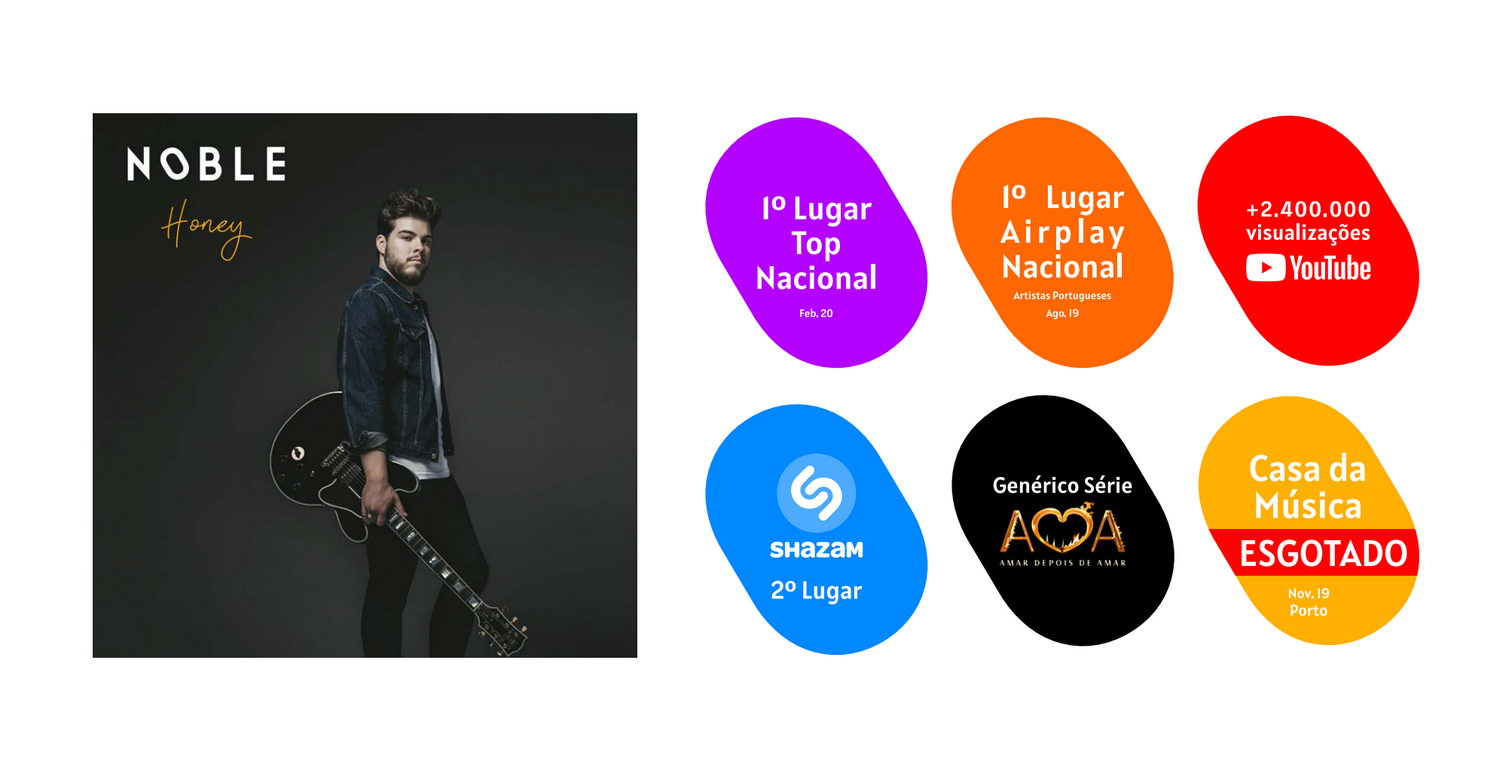 NOBLE
Honey
1º Lugar
Top
Nacional
Feb. 20
1º Lugar
Airplay
Nacional
Artistas Portugueses
Ago. 19
+2.400.000
visualizações
YouTube
SHAZAM
2º Lugar
Genérico Série
AMAR DEPOIS DE AMAR
Casa da
Música
ESGOTADO
Nov. 19
Porto